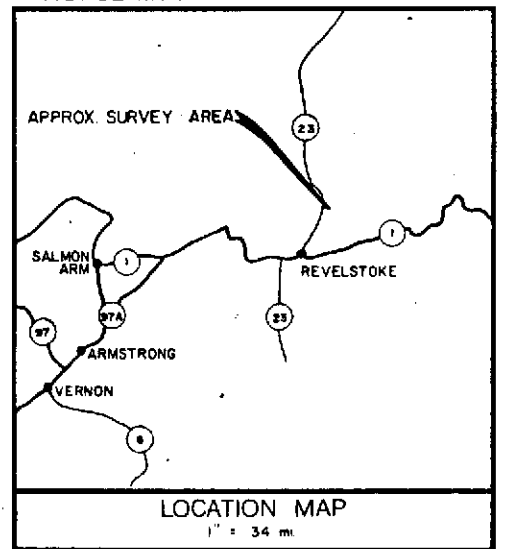 APPROX. SURVEY AREA
23
SALMON
ARM
1
1
REVELSTOKE
97
97A
23
ARMSTRONG
VERNON
6
LOCATION MAP
1" = 34 mi.